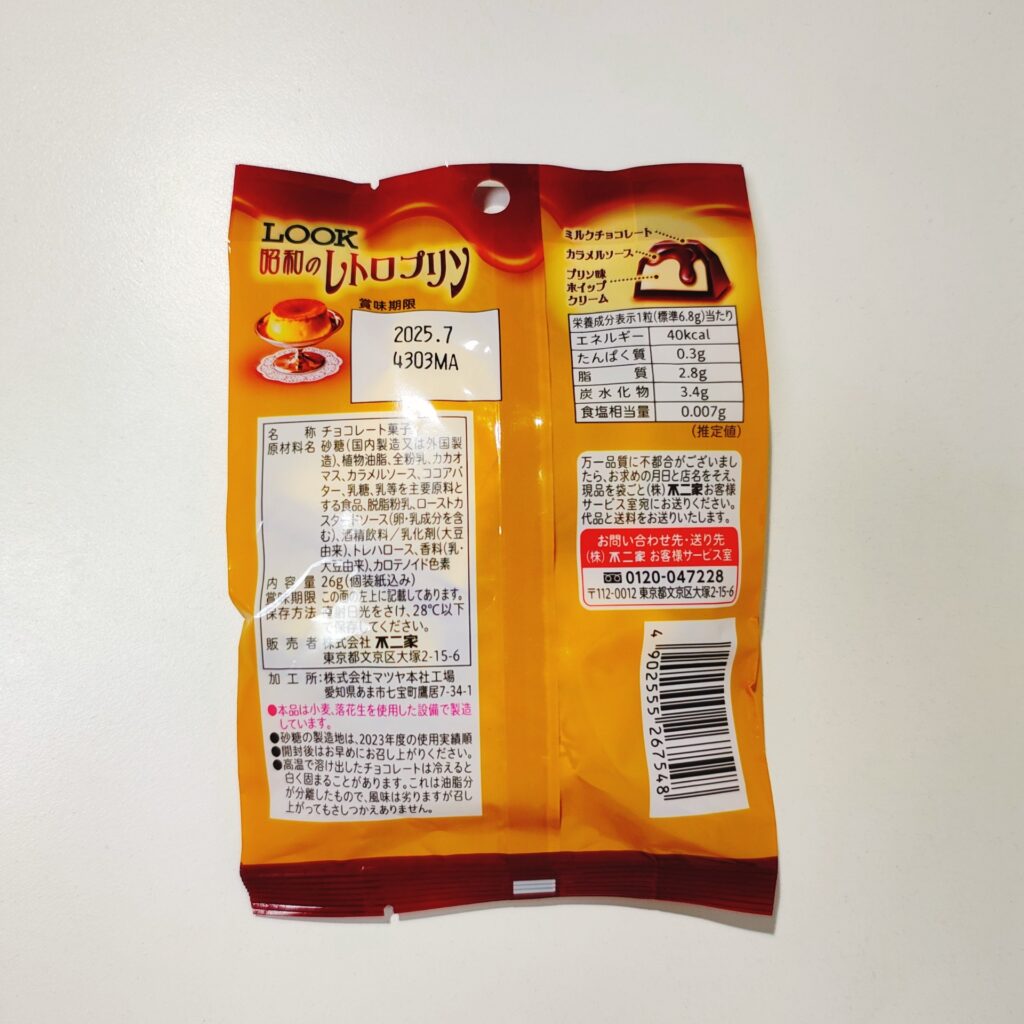 LOOK
昭和のレトロプリン
賞味期限
2025.7
4303MA
名称 チョコレート菓子
原材料名 砂糖(国内製造又は外国製
造)、植物油脂、全粉乳、カカオ
マス、カラメルソース、ココアバ
ター、乳糖、乳等を主要原料と
する食品、脱脂粉乳、ローストカ
スタードソース(卵・乳成分を含
む)、酒精飲料/乳化剤(大豆
由来)、トレハロース、香料(乳・
大豆由来)、カロテノイド色素
内容量 26g(個装紙込み)
賞味期限 この面の左上に記載してあります。
保存方法 直射日光をさけ、28℃以下
で保存してください。
販売者 株式会社 不二家
東京都文京区大塚2-15-6
加工所:株式会社マツヤ本社工場
愛知県あま市七宝町鷹居7-34-1
●本品は小麦、落花生を使用した設備で製造
しています。
●砂糖の製造地は、2023年度の使用実績順
●開封後はお早めにお召し上がりください。
●高温で溶け出したチョコレートは冷えると
白く固まることがあります。これは油脂分
が分離したもので、風味は劣りますが召し
上がってもさしつかえありません。
ミルクチョコレート
カラメルソース
プリン味
ホイップ
クリーム
栄養成分表示1粒(標準6.8g)当たり
エネルギー 40kcal
たんぱく質 0.3g
脂質 2.8g
炭水化物 3.4g
食塩相当量 0.007g
(推定値)
万一品質に不都合がございまし
たら、お求めの月日と店名をそえ、
現品を袋ごと(株)不二家お客様
サービス室宛にお送りください。
代品と送料をお送りいたします。
お問い合わせ先・送り先
(株)不二家 お客様サービス室
0120-047228
〒112-0012 東京都文京区大塚2-15-6
4 902555 267548